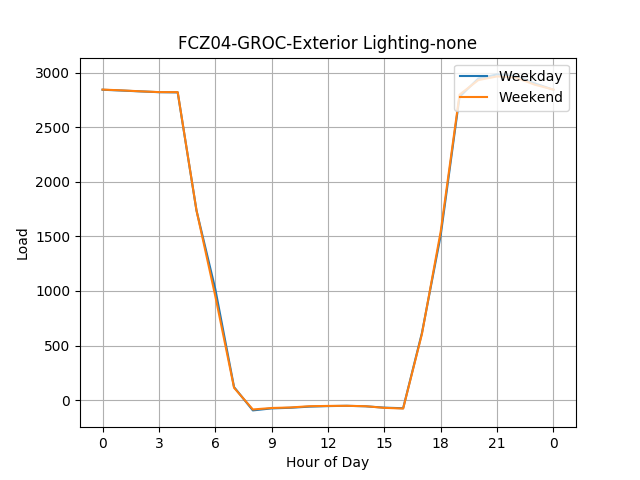 FCZ04-GROC-Exterior Lighting-none
Weekday
Weekend
3000
2500
2000
1500
1000
500
0
Load
0 3 6 9 12 15 18 21 0
Hour of Day